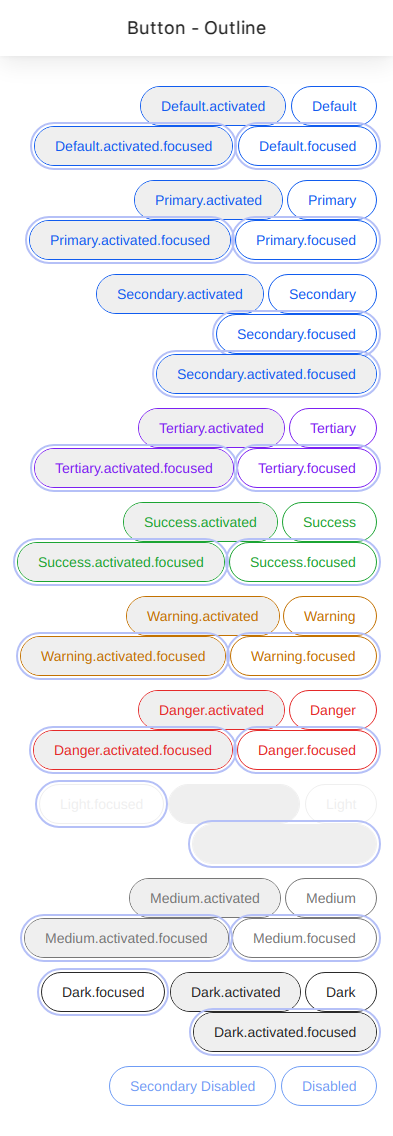 Button - Outline
Default.activated Default
Default.activated.focused Default.focused
Primary.activated Primary
Primary.activated.focused Primary.focused
Secondary.activated Secondary
Secondary.focused
Secondary.activated.focused
Tertiary.activated Tertiary
Tertiary.activated.focused Tertiary.focused
Success.activated Success
Success.activated.focused Success.focused
Warning.activated Warning
Warning.activated.focused Warning.focused
Danger.activated Danger
Danger.activated.focused Danger.focused
Light.focused Light
Medium.activated Medium
Medium.activated.focused Medium.focused
Dark.focused Dark.activated Dark
Dark.activated.focused
Secondary Disabled Disabled